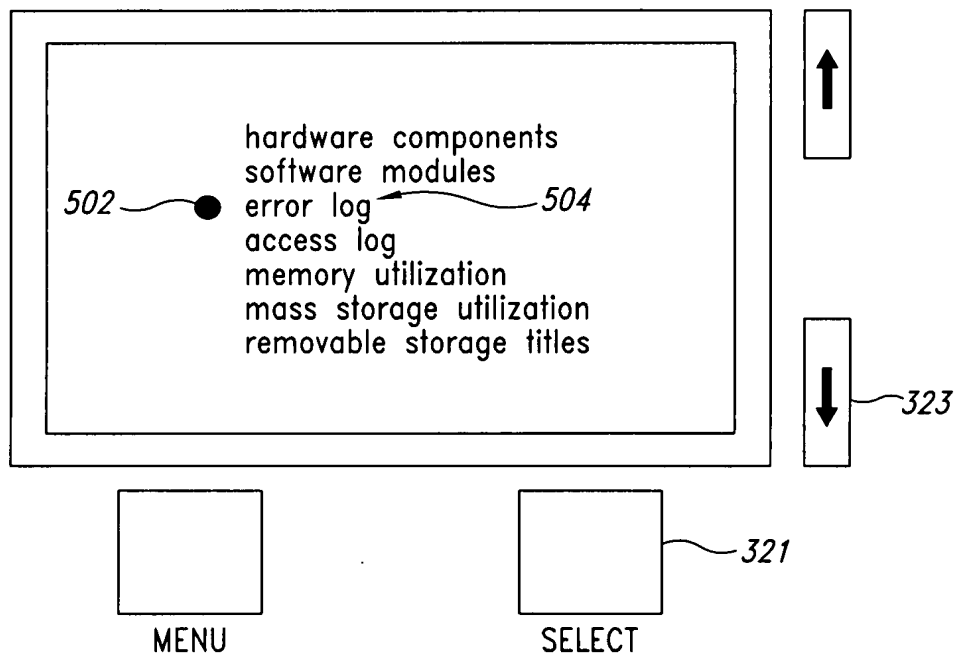 hardware components
software modules
502 error log 504
access log
memory utilization
mass storage utilization
removable storage titles
323
321
MENU SELECT